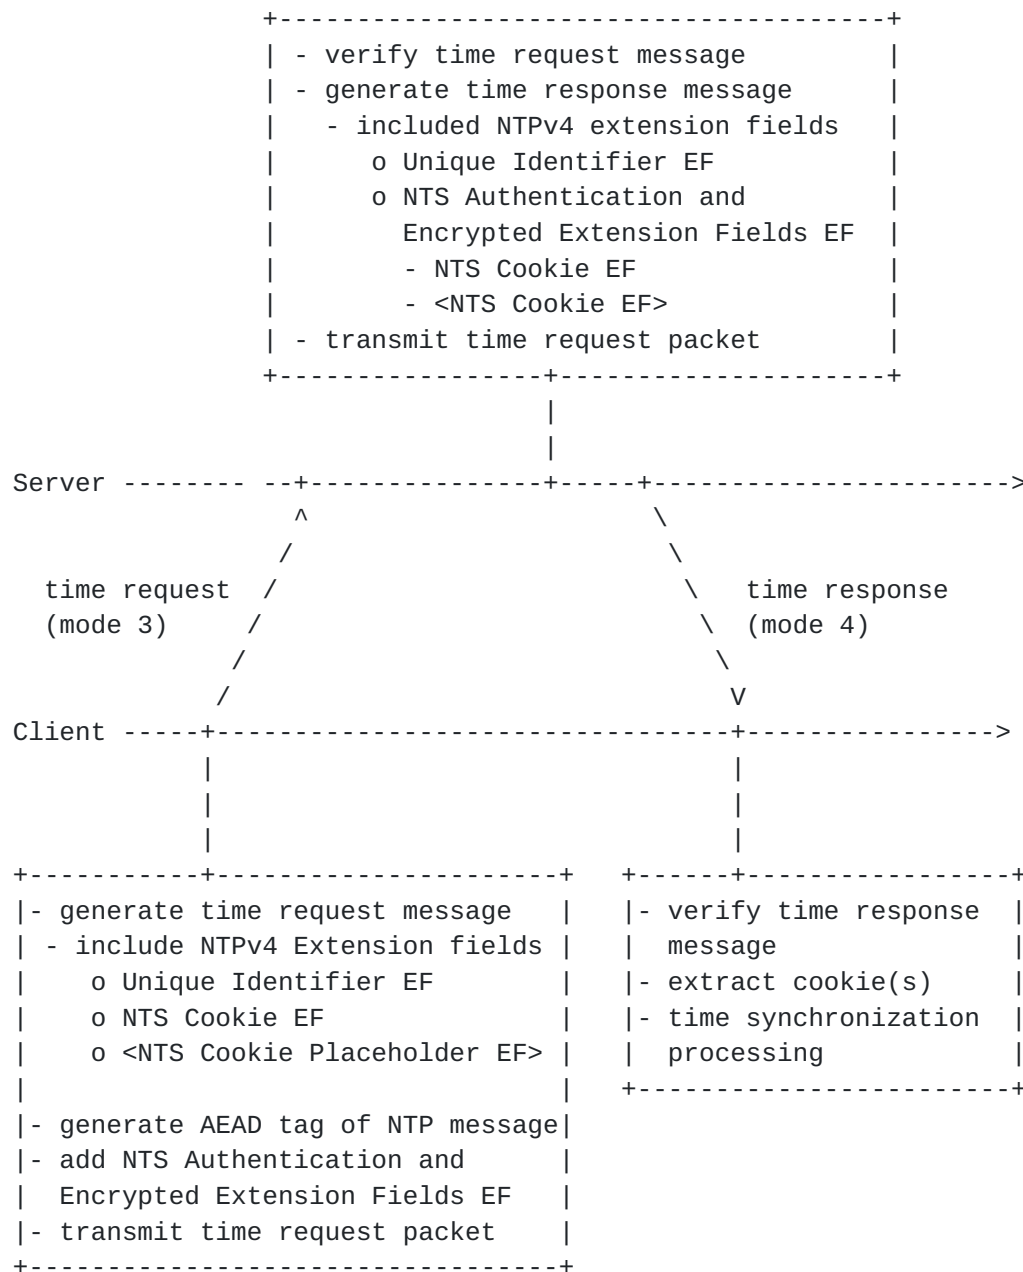 - verify time request message
- generate time response message
- included NTPv4 extension fields
o Unique Identifier EF
o NTS Authentication and
Encrypted Extension Fields EF
- NTS Cookie EF
- <NTS Cookie EF>
- transmit time request packet
Server
time request
(mode 3)
time response
(mode 4)
Client
- generate time request message
- include NTPv4 Extension fields
o Unique Identifier EF
o NTS Cookie EF
o <NTS Cookie Placeholder EF>
- generate AEAD tag of NTP message
- add NTS Authentication and
Encrypted Extension Fields EF
- transmit time request packet
- verify time response
message
- extract cookie(s)
- time synchronization
processing